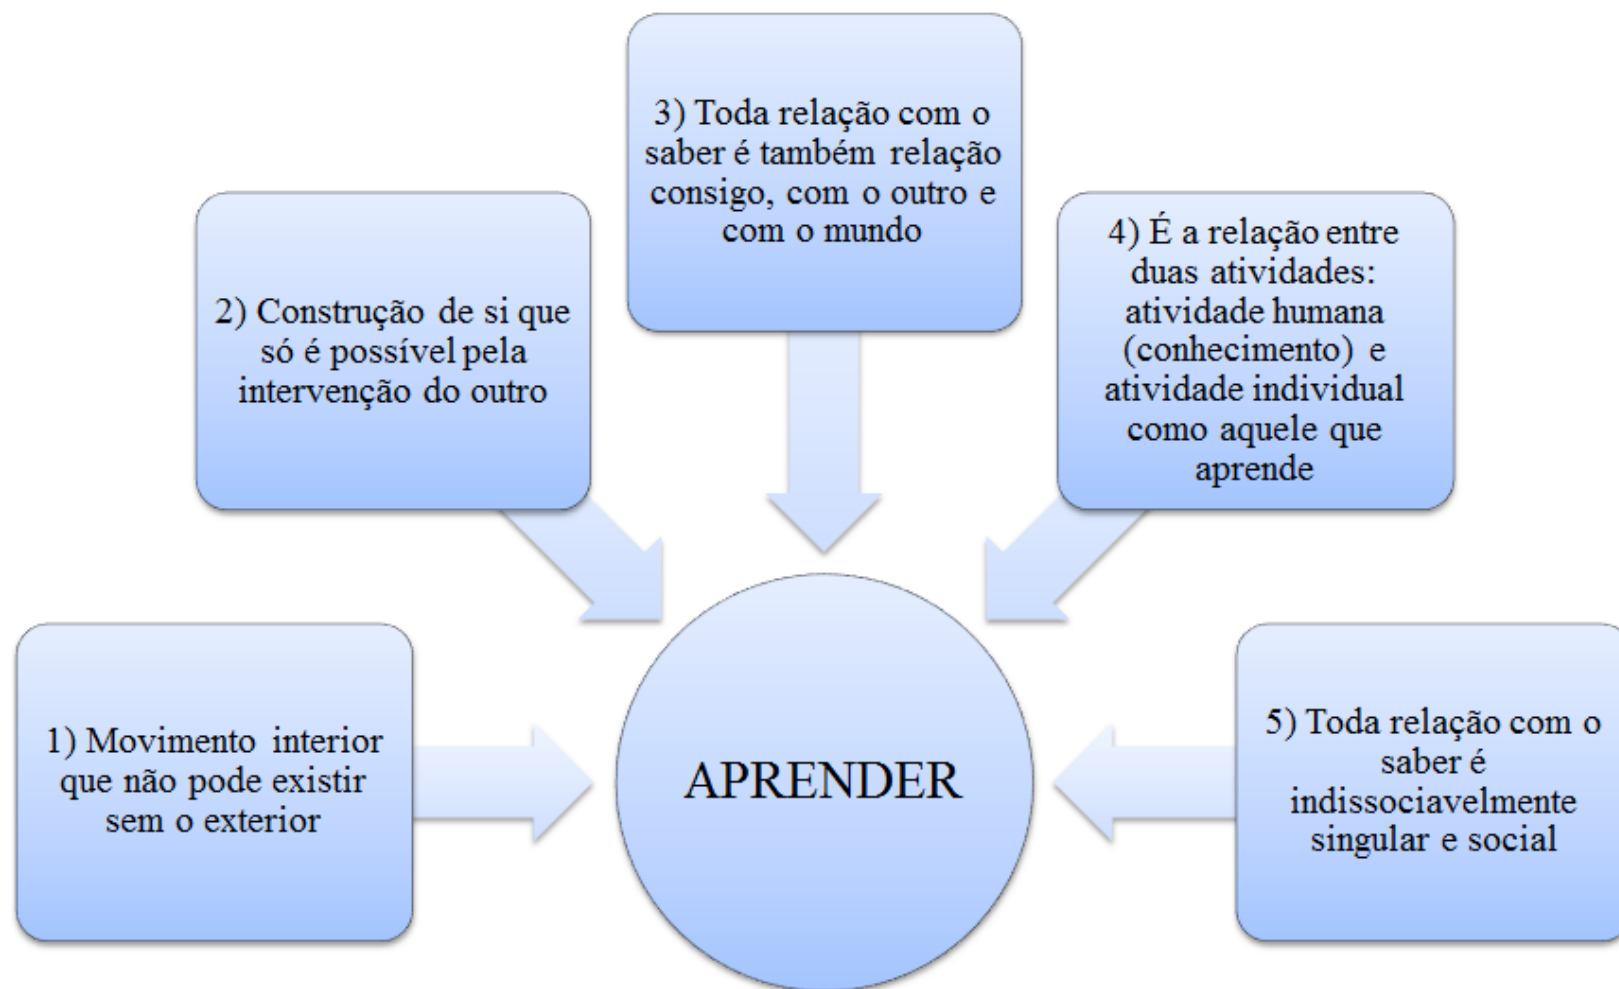 1) Movimento interior
que não pode existir
sem o exterior
2) Construção de si que
só é possível pela
intervenção do outro
3) Toda relação com o
saber é também relação
consigo, com o outro e
com o mundo
4) É a relação entre
duas atividades:
atividade humana
(conhecimento) e
atividade individual
como aquele que
aprende
5) Toda relação com o
saber é
indissociavelmente
singular e social
APRENDER